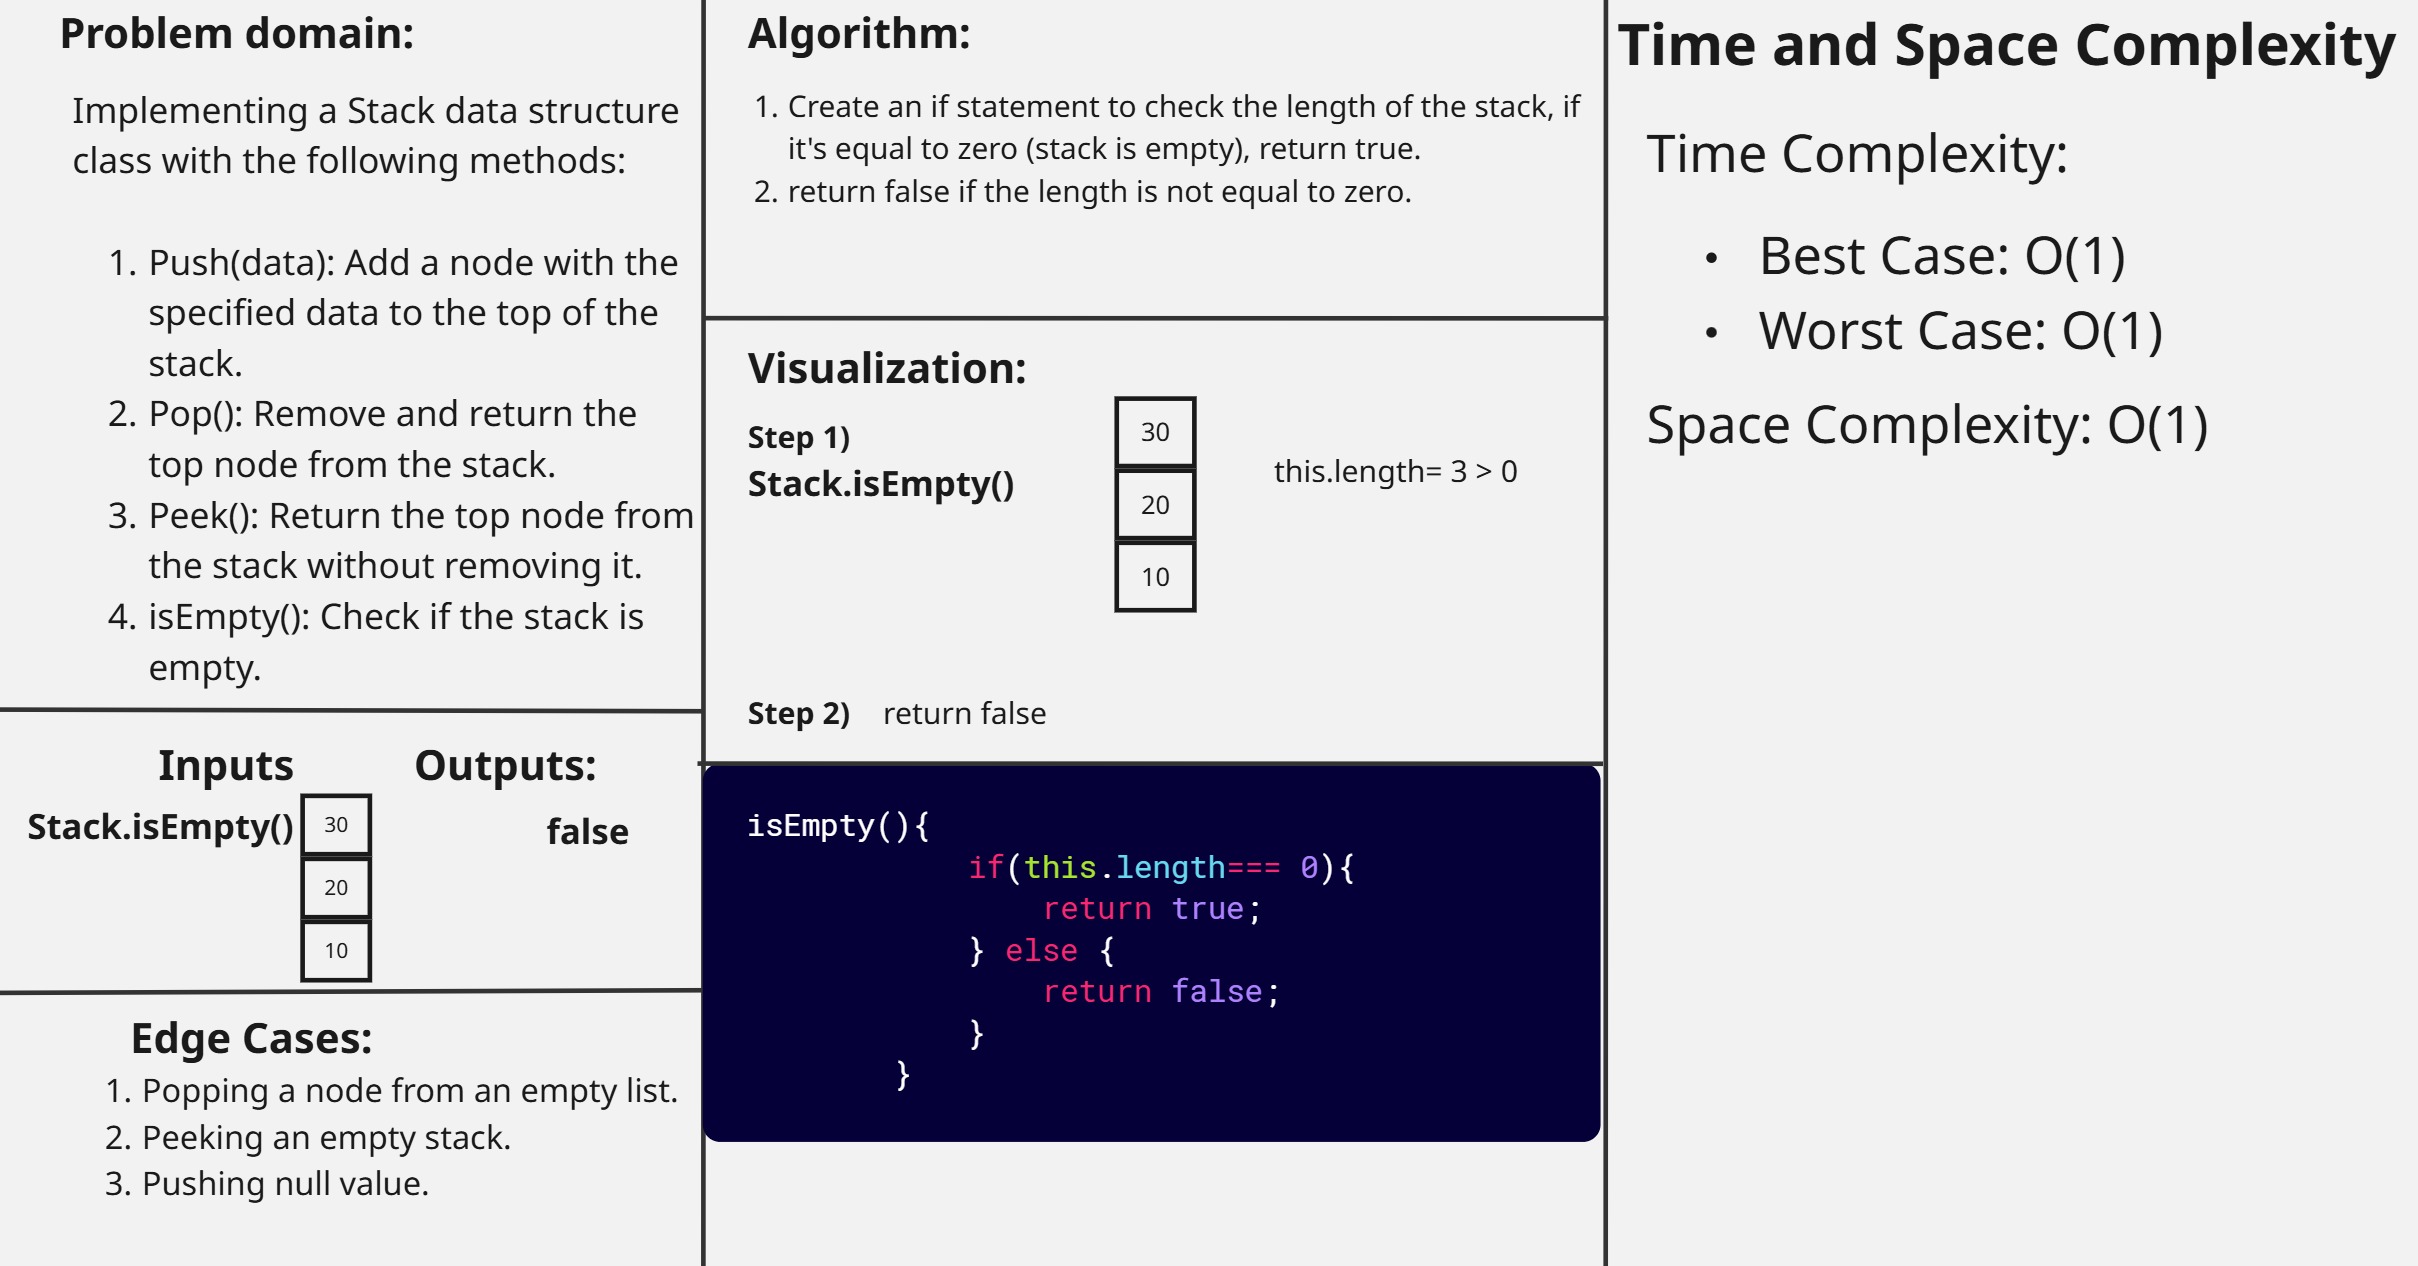 Problem domain:
Implementing a Stack data structure
class with the following methods:
1. Push(data): Add a node with the
specified data to the top of the
stack.
2. Pop(): Remove and return the
top node from the stack.
3. Peek(): Return the top node from
the stack without removing it.
4. isEmpty(): Check if the stack is
empty.
Inputs
Outputs:
Stack.isEmpty()
30
20
10
false
Edge Cases:
1. Popping a node from an empty list.
2. Peeking an empty stack.
3. Pushing null value.
Algorithm:
1. Create an if statement to check the length of the stack, if
it's equal to zero (stack is empty), return true.
2. return false if the length is not equal to zero.
Visualization:
Step 1)
Stack.isEmpty()
30
20
10
this.length= 3 > 0
Step 2) return false
isEmpty(){
if(this.length=== 0){
return true;
} else {
return false;
}
}
Time and Space Complexity
Time Complexity:
• Best Case: O(1)
• Worst Case: O(1)
Space Complexity: O(1)